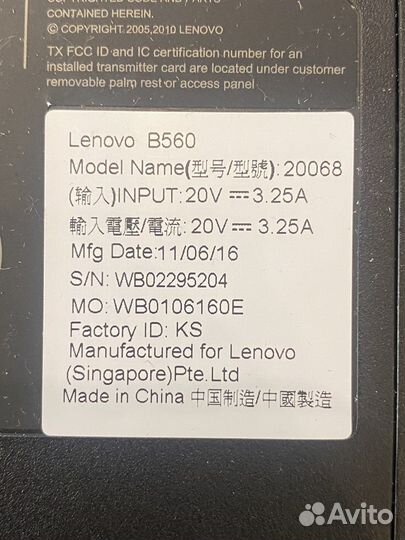 CONTAINED HEREIN.
© COPYRIGHT 2005,2010 LENOVO
TX FCC ID and IC certification number for an
installed transmitter card are located under customer
removable palm rest or access panel
Lenovo B560
Model Name(型号/型號):20068
(输入)INPUT: 20V ⎓ 3.25A
輸入電壓/電流: 20V ⎓ 3.25A
Mfg Date:11/06/16
S/N: WB02295204
MO: WB0106160E
Factory ID: KS
Manufactured for Lenovo
(Singapore)Pte.Ltd
Made in China 中国制造/中國製造
Avito